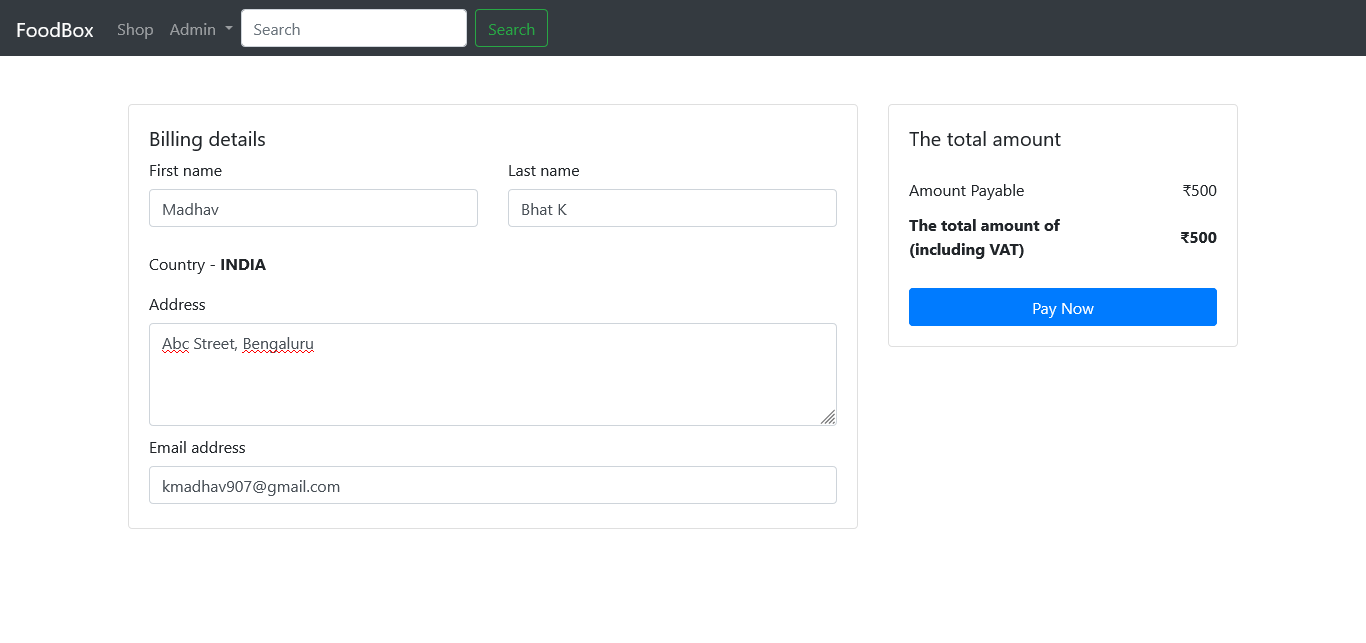 FoodBox Shop Admin Search Search
Billing details
First name Last name
Madhav Bhat K
Country - INDIA
Address
Abc Street, Bengaluru
Email address
kmadhav907@gmail.com
The total amount
Amount Payable ₹500
The total amount of
(including VAT) ₹500
Pay Now